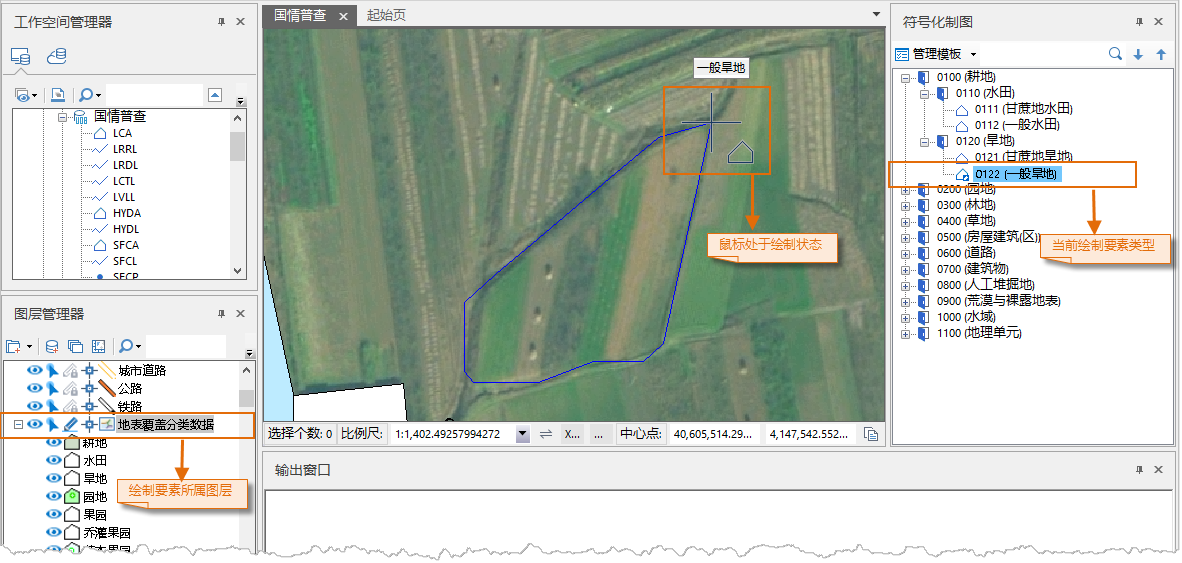 工作空间管理器
国情普查
LCA
LRRL
LRDL
LCTL
LVLL
HYDA
HYDL
SFCA
SFCL
SFCP
图层管理器
城市道路
公路
铁路
地表覆盖分类数据
耕地
水田
旱地
绘制要素所属图层
园地
果园
乔灌果园
国情普查
起始页
一般旱地
鼠标处于绘制状态
选择个数: 0 比例尺: 1:1,402.49257994272 X... ... 中心点: 40,605,514.29... 4,147,542.552...
输出窗口
符号化制图
管理模板
0100 (耕地)
0110 (水田)
0111 (甘蔗地水田)
0112 (一般水田)
0120 (旱地)
0121 (甘蔗地旱地)
0122 (一般旱地)
0200 (园地)
0300 (林地)
0400 (草地)
0500 (房屋建筑(区))
当前绘制要素类型
0600 (道路)
0700 (建筑物)
0800 (人工堆掘地)
0900 (荒漠与裸露地表)
1000 (水域)
1100 (地理单元)